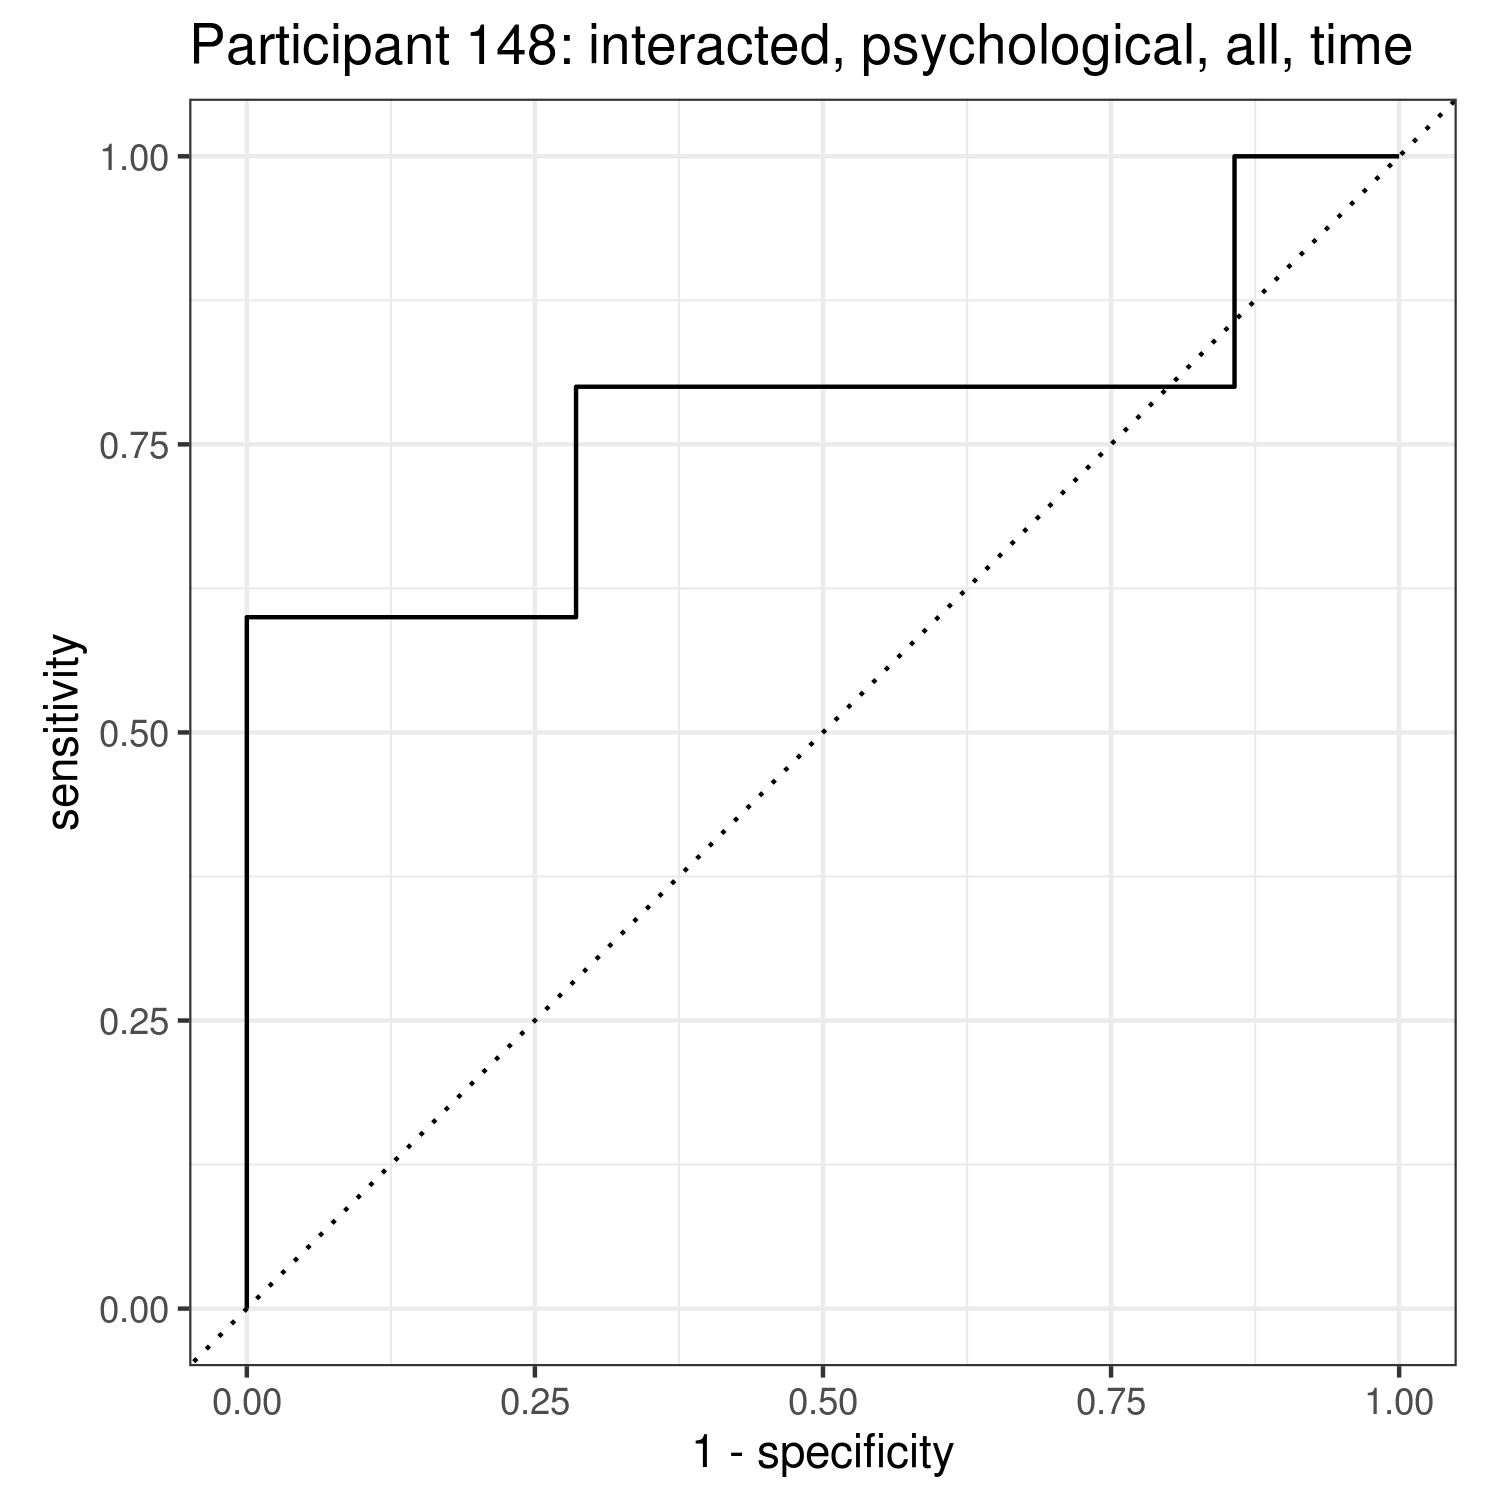 Participant 148: interacted, psychological, all, time
1.00
0.75
0.50
0.25
0.00
sensitivity
0.00 0.25 0.50 0.75 1.00
1 - specificity